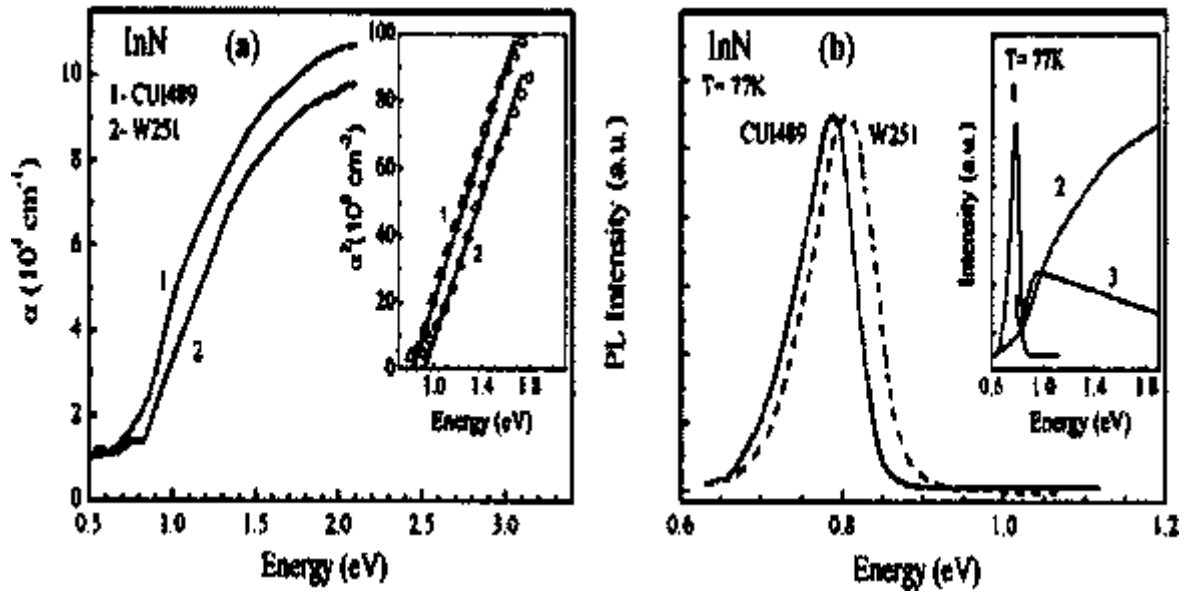 InN (a)
1- CU1489
2- W251
10
8
6
4
2
0
α (10⁴ cm⁻¹)
1
2
0.5 1.0 1.5 2.0 2.5 3.0
Energy (eV)
100
80
60
40
20
0
1
2
1.0 1.4 1.8
Energy (eV)
InN (b)
T= 77K
CU1489 W251
PL Intensity (a.u.)
0.6 0.8 1.0 1.2
Energy (eV)
T= 77K
2
3
Intensity (a.u.)
0.6 1.0 1.4 1.8
Energy (eV)